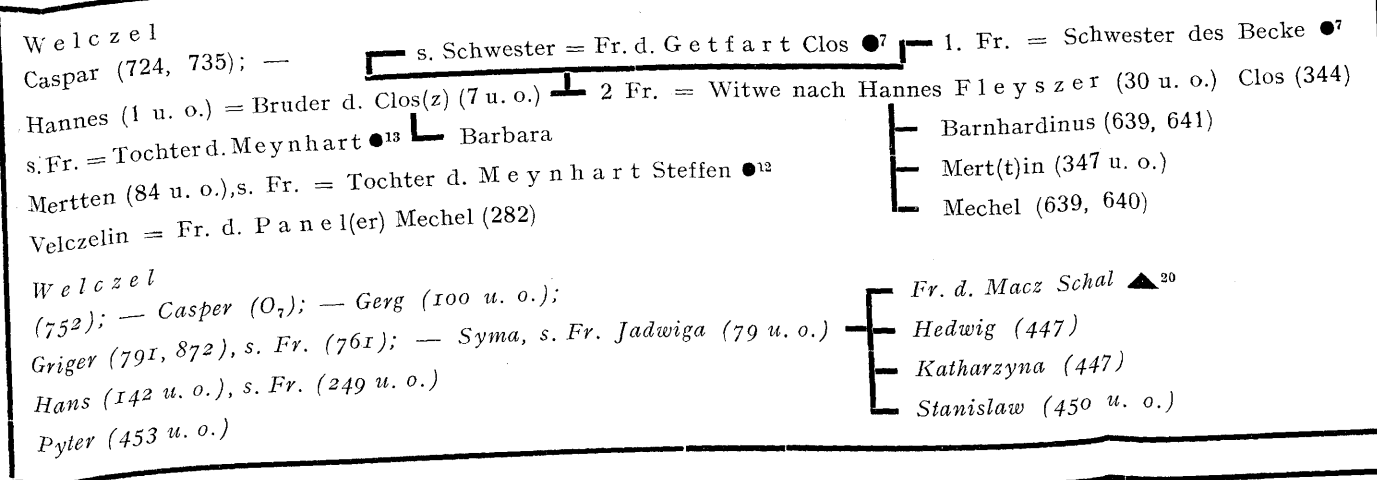 Welczel
Caspar (724, 735); — s. Schwester = Fr. d. Getfart Clos ●⁷ 1. Fr. = Schwester des Becke ●⁷
Hannes (1 u. o.) = Bruder d. Clos(z) (7 u. o.) 2 Fr. = Witwe nach Hannes Fleyszer (30 u. o.) Clos (344)
s. Fr. = Tochter d. Meynhart ●¹³ Barbara Barnhardinus (639, 641)
Mertten (84 u. o.), s. Fr. = Tochter d. Meynhart Steffen ●¹² Mert(t)in (347 u. o.)
Velczelin = Fr. d. Panel(er) Mechel (282) Mechel (639, 640)
Welczel
(752); — Casper (O₇); — Gerg (100 u. o.); Fr. d. Macz Schal ▲²⁰
Griger (791, 872), s. Fr. (761); — Syma, s. Fr. Jadwiga (79 u. o.) Hedwig (447)
Hans (142 u. o.), s. Fr. (249 u. o.) Katharzyna (447)
Pyter (453 u. o.) Stanislaw (450 u. o.)